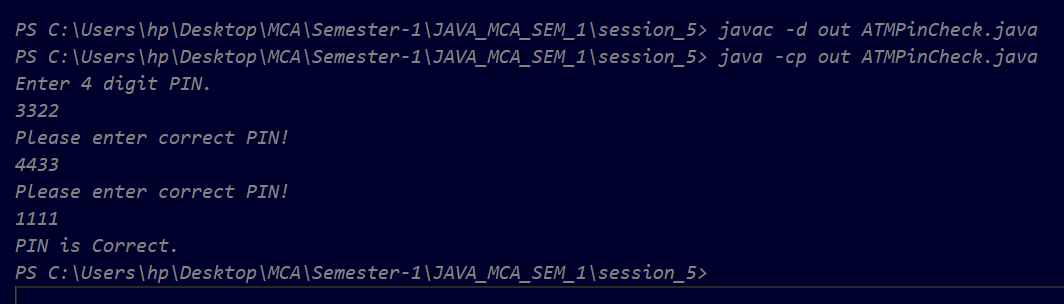 PS C:\Users\hp\Desktop\MCA\Semester-1\JAVA_MCA_SEM_1\session_5> javac -d out ATMPinCheck.java
PS C:\Users\hp\Desktop\MCA\Semester-1\JAVA_MCA_SEM_1\session_5> java -cp out ATMPinCheck.java
Enter 4 digit PIN.
3322
Please enter correct PIN!
4433
Please enter correct PIN!
1111
PIN is Correct.
PS C:\Users\hp\Desktop\MCA\Semester-1\JAVA_MCA_SEM_1\session_5>